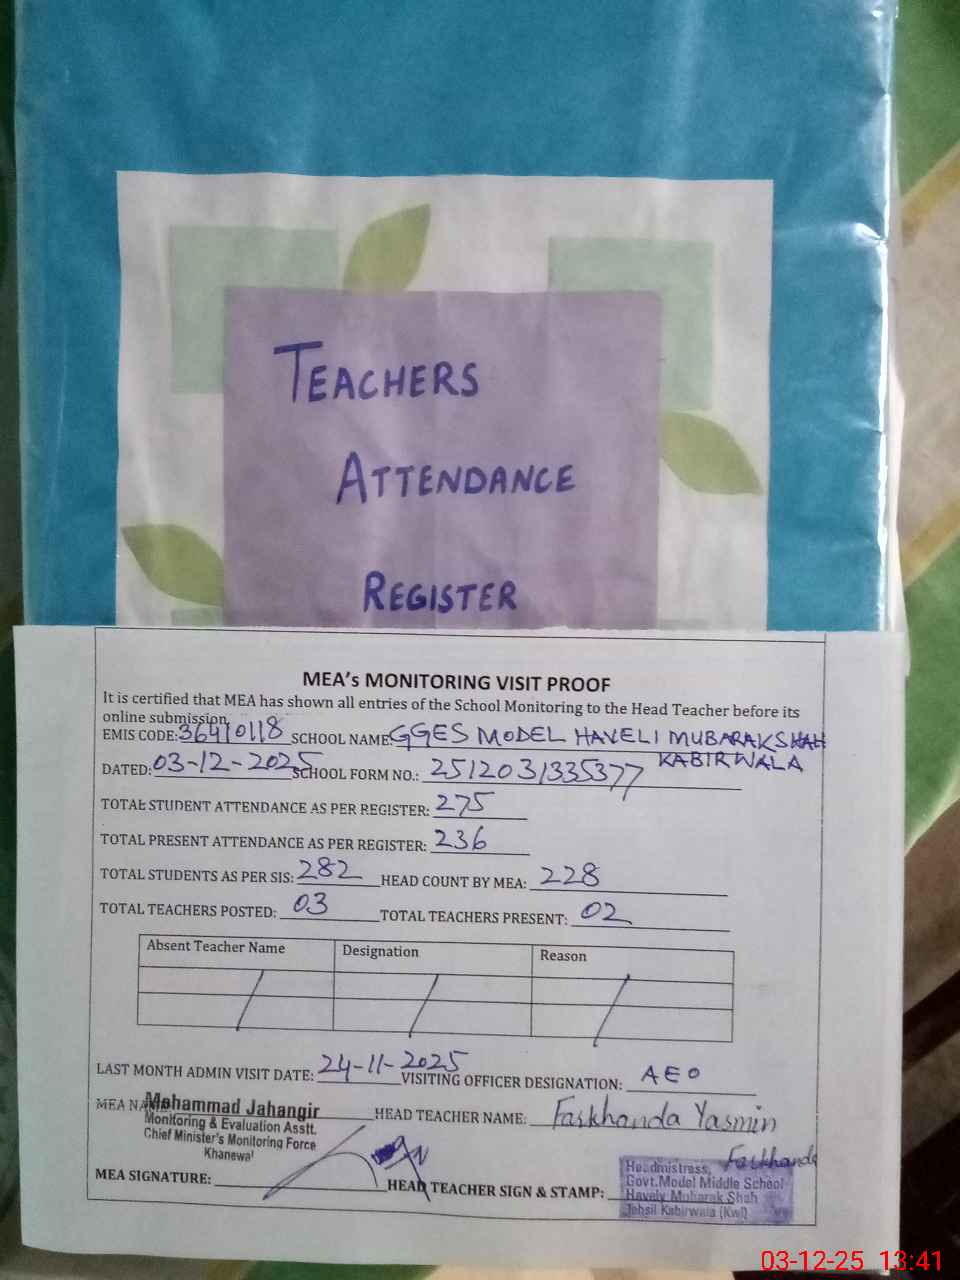 TEACHERS
ATTENDANCE
REGISTER
MEA's MONITORING VISIT PROOF
It is certified that MEA has shown all entries of the School Monitoring to the Head Teacher before its
online submission
EMIS CODE: 36410118 SCHOOL NAME: GGES MODEL HAVELI MUBARAK SHAH
KABIRWALA
DATED: 03-12-2025 SCHOOL FORM NO.: 2512031335377
TOTAL STUDENT ATTENDANCE AS PER REGISTER: 275
TOTAL PRESENT ATTENDANCE AS PER REGISTER: 236
TOTAL STUDENTS AS PER SIS: 282 HEAD COUNT BY MEA: 228
TOTAL TEACHERS POSTED: 03 TOTAL TEACHERS PRESENT: 02
Absent Teacher Name Designation Reason
LAST MONTH ADMIN VISIT DATE: 24-11-2025 VISITING OFFICER DESIGNATION: AEO
MEA NAME: Mohammad Jahangir HEAD TEACHER NAME: Farkhanda Yasmin
Monitoring & Evaluation Asstt.
Chief Minister's Monitoring Force
Khanewal
Farkhanda
MEA SIGNATURE: HEAD TEACHER SIGN & STAMP:
Headmistress,
Govt.Model Middle School
Havely Mubarak Shah
Tehsil Kabirwala (Kwl)
03-12-25 13:41